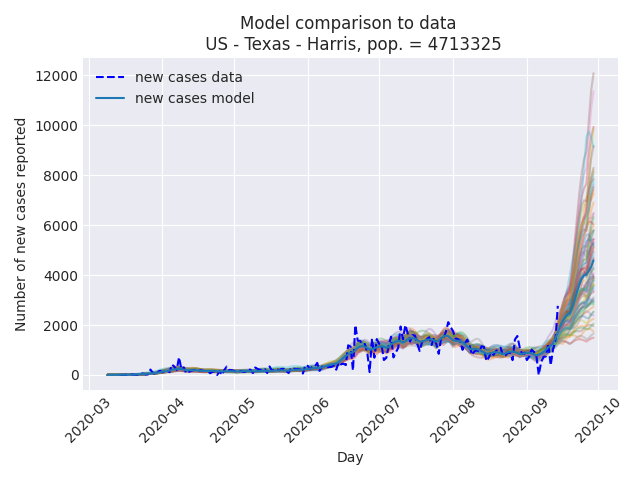 Model comparison to data
US - Texas - Harris, pop. = 4713325
new cases data
new cases model
Number of new cases reported
12000
10000
8000
6000
4000
2000
0
2020-03
2020-04
2020-05
2020-06
2020-07
2020-08
2020-09
2020-10
Day